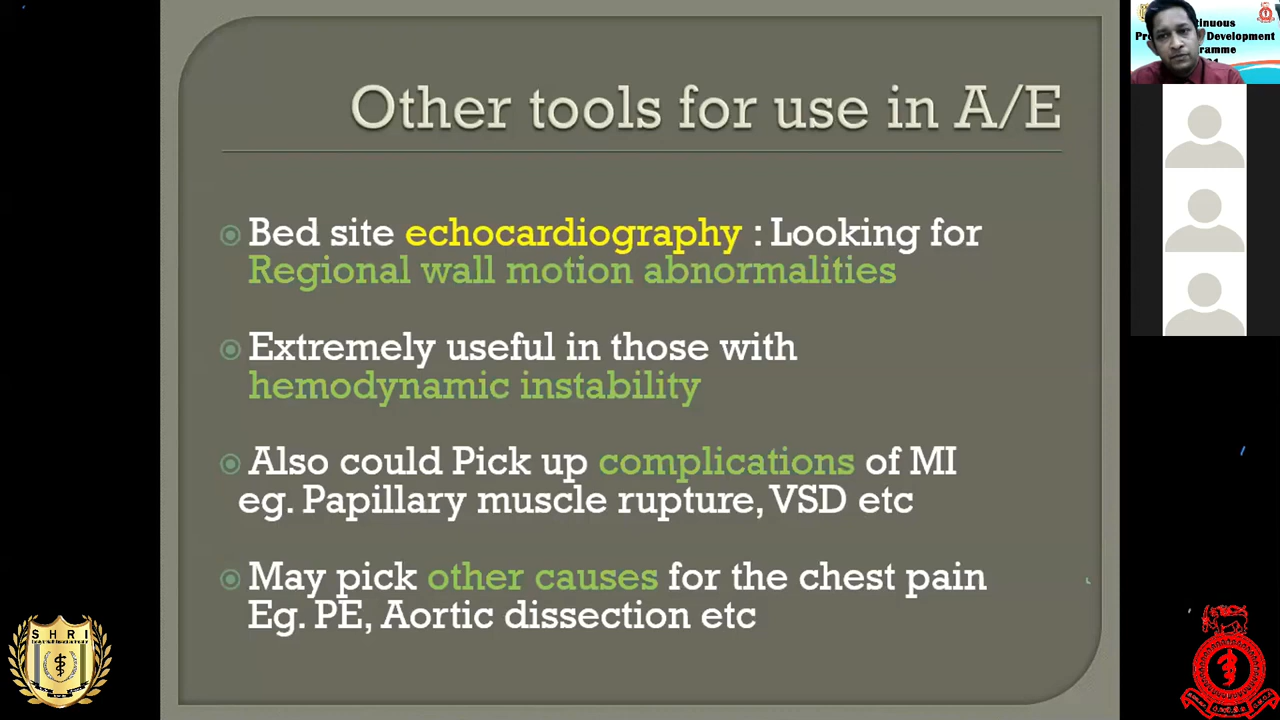 Other tools for use in A/E
Bed site echocardiography : Looking for
Regional wall motion abnormalities
Extremely useful in those with
hemodynamic instability
Also could Pick up complications of MI
eg. Papillary muscle rupture, VSD etc
May pick other causes for the chest pain
Eg. PE, Aortic dissection etc
Development
S H R I